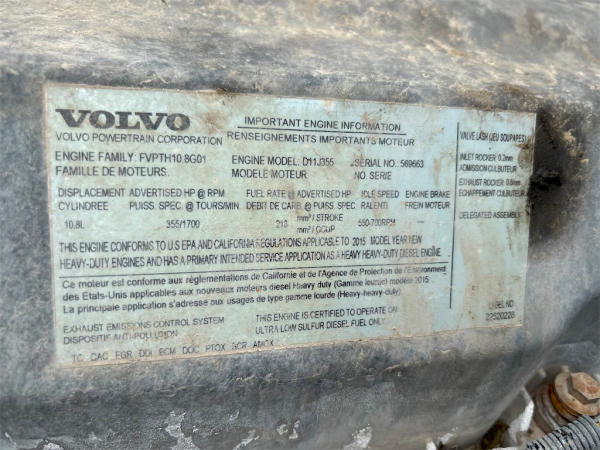 VOLVO
VOLVO POWERTRAIN CORPORATION
IMPORTANT ENGINE INFORMATION
RENSEIGNEMENTS IMPORTANTS MOTEUR
ENGINE FAMILY: FVPTH10.8G01
FAMILLE DE MOTEURS.
ENGINE MODEL: D11J355
MODELE MOTEUR
SERIAL NO: 569663
NO. SERIE
DISPLACEMENT ADVERTISED HP @ RPM FUEL RATE @ ADVERTISED HP IDLE SPEED ENGINE BRAKE
CYLINDREE PUISS. SPEC @ TOURS/MIN. DEBIT DE CARB. @ PUISS. SPEC RALENTI FREIN MOTEUR
10.8L 355/1700 mm³/STROKE 550-700RPM
mm³/COUP
THIS ENGINE CONFORMS TO U.S EPA AND CALIFORNIA REGULATIONS APPLICABLE TO 2015 MODEL YEAR NEW
HEAVY-DUTY ENGINES AND HAS A PRIMARY INTENDED SERVICE APPLICATION AS A HEAVY HEAVY-DUTY DIESEL ENGINE
Ce moteur est conforme aux réglementations de Californie et de l'Agence de Protection de l'Environnement
des Etats-Unis applicables aux nouveaux moteurs diesel Heavy duty (Gamme lourde) modèle 2015
La principale application s'adresse aux usages de type gamme lourde (Heavy-heavy-duty).
EXHAUST EMISSIONS CONTROL SYSTEM
DISPOSITIF ANTI-POLLUTION
THIS ENGINE IS CERTIFIED TO OPERATE ON
ULTRA LOW SULFUR DIESEL FUEL ONLY.
TC CAC EGR DDI ECM DOC PTOX SCR AMOX
VALVE LASH (JEU SOUPAPES)
INLET ROCKER 0.2mm
ADMISSION CULBUTEUR
EXHAUST ROCKER 0.8mm
ECHAPPEMENT CULBUTEUR
DELEGATED ASSEMBLY
LABEL NO
22520228